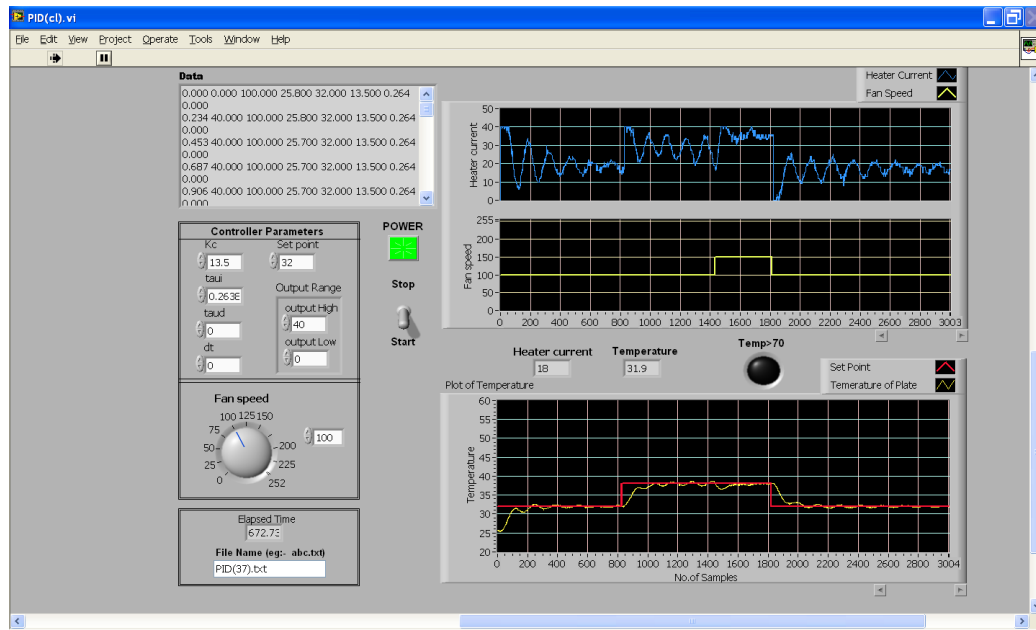 PID(cl).vi
File Edit View Project Operate Tools Window Help
Data
0.000 0.000 100.000 25.800 32.000 13.500 0.264
0.000
0.234 40.000 100.000 25.800 32.000 13.500 0.264
0.000
0.453 40.000 100.000 25.700 32.000 13.500 0.264
0.000
0.687 40.000 100.000 25.700 32.000 13.500 0.264
0.000
0.906 40.000 100.000 25.700 32.000 13.500 0.264
0.000
Controller Parameters
Kc
13.5
Set point
32
taui
0.263E
taud
0
dt
0
Output Range
output High
40
output Low
0
POWER
Stop
Start
Fan speed
0 25 50 75 100 125 150 200 225 252
100
Elapsed Time
672.73
File Name (eg:- abc.txt)
PID(37).txt
Heater Current
Fan Speed
Heater current
50
40
30
20
10
0
0 200 400 600 800 1000 1200 1400 1600 1800 2000 2200 2400 2600 2800 3003
Fan speed
255
200
150
100
50
0
Heater current
18
Temperature
31.9
Temp>70
Set Point
Temerature of Plate
Plot of Temperature
Temperature
60
55
50
45
40
35
30
25
20
0 200 400 600 800 1000 1200 1400 1600 1800 2000 2200 2400 2600 2800 3004
No.of Samples